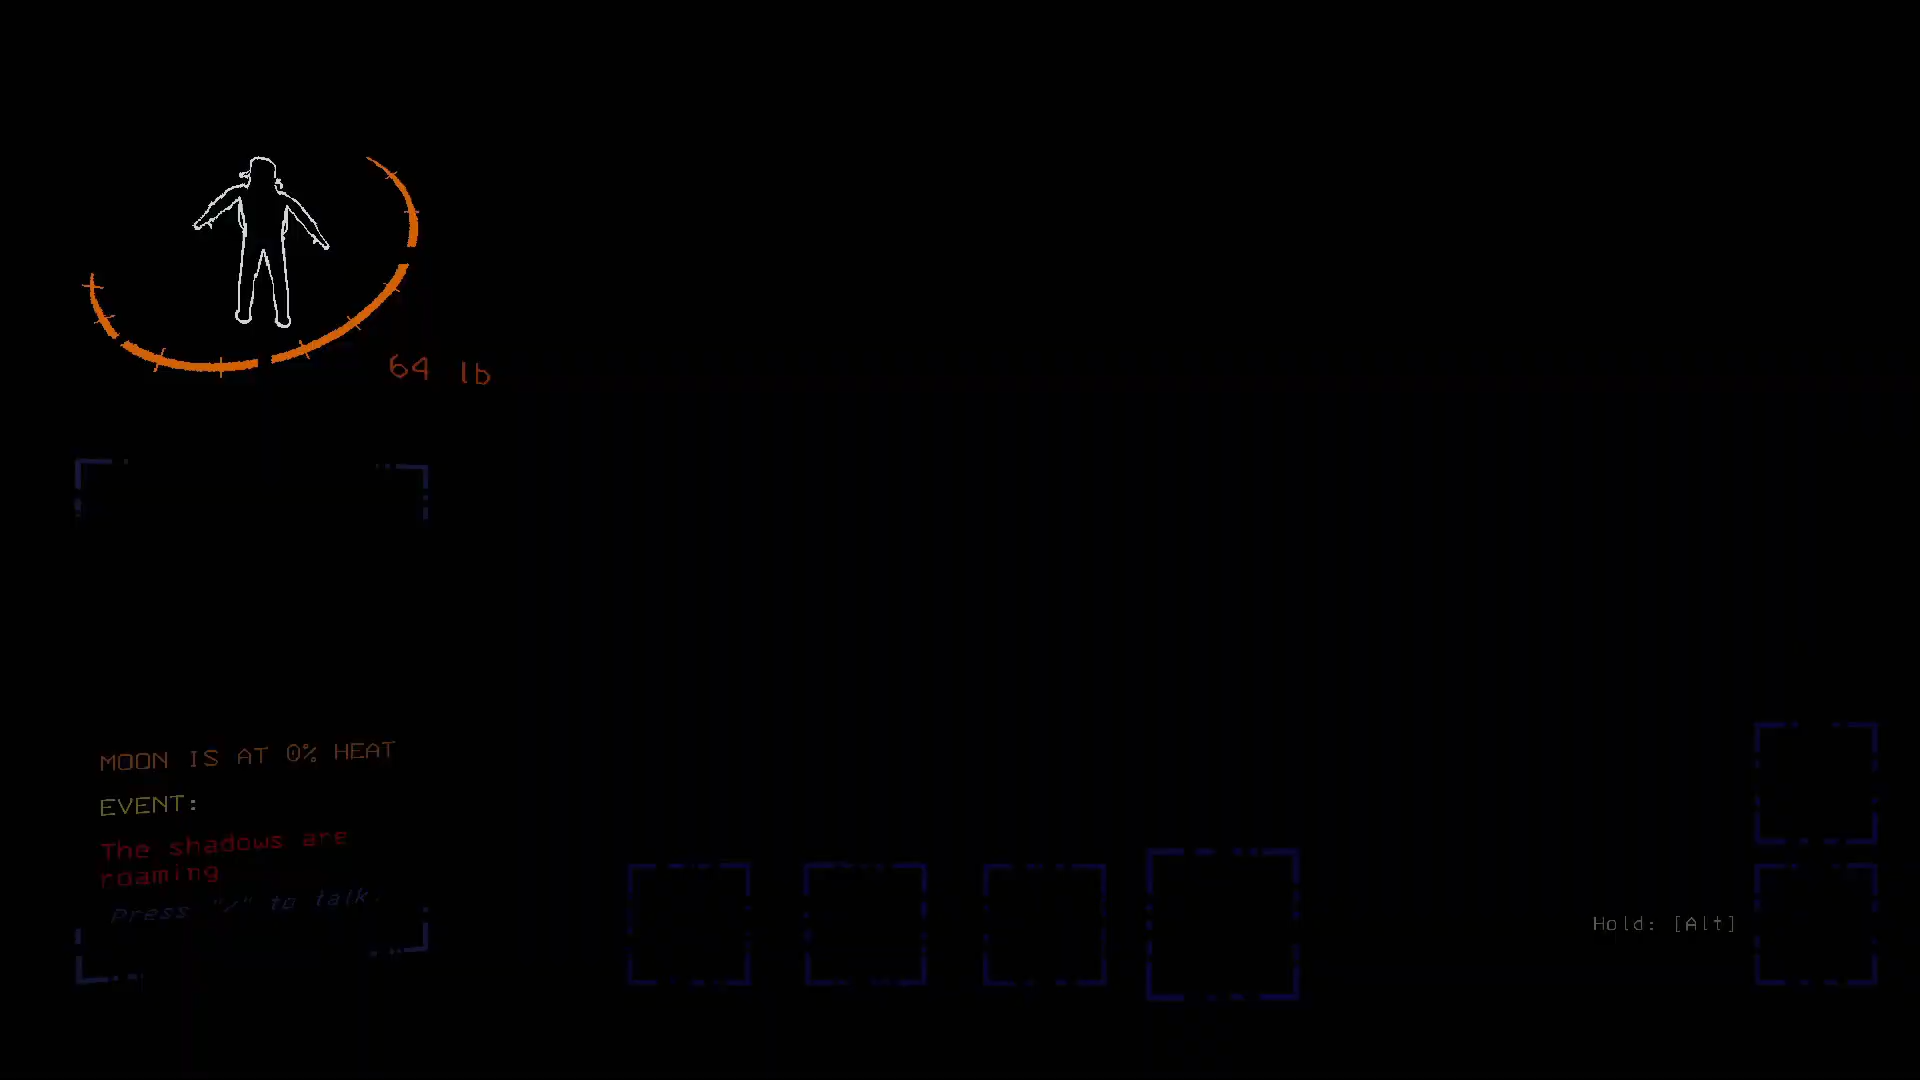 64 lb
MOON IS AT 0% HEAT
EVENT:
The shadows are
roaming
Press "/" to talk.
Hold: [Alt]